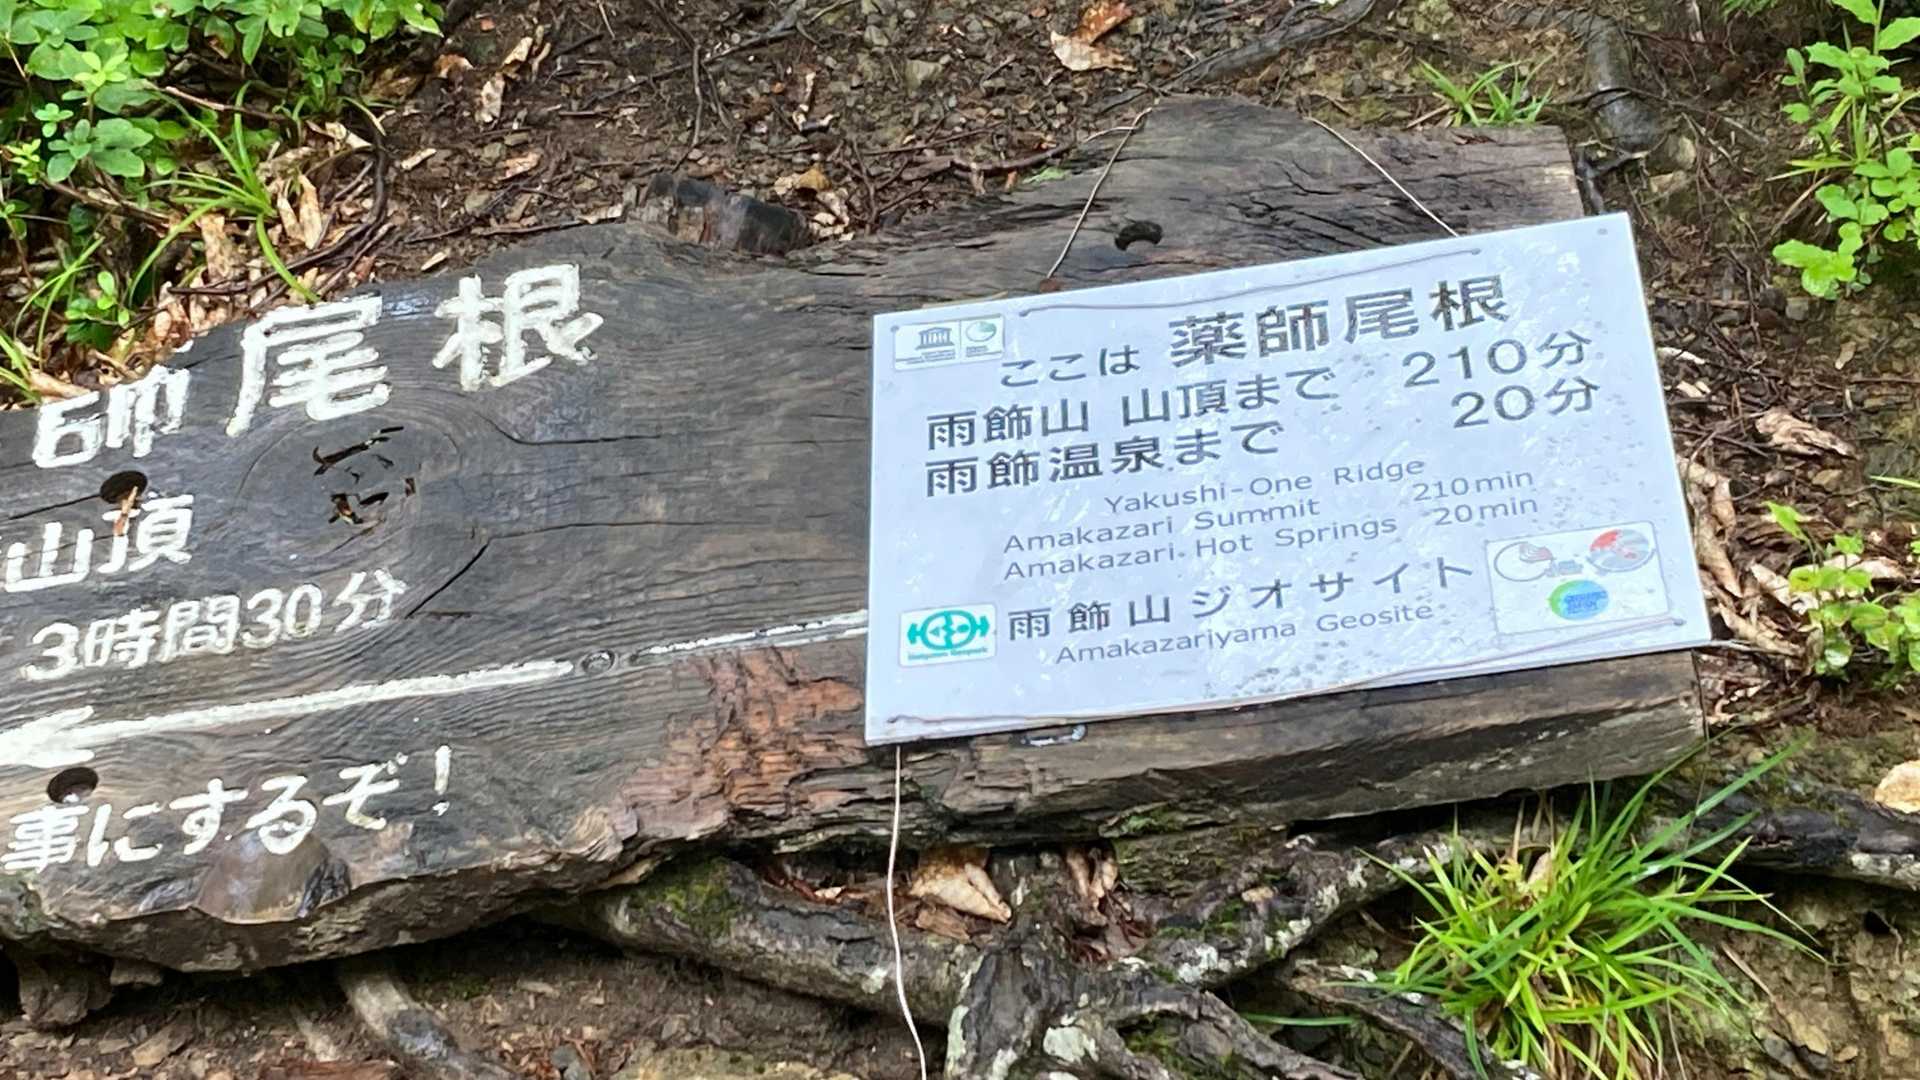 師尾根
山頂
3時間30分
事にするぞ!
ここは 薬師尾根
雨飾山 山頂まで 210分
雨飾温泉まで 20分
Yakushi-One Ridge
Amakazari Summit 210min
Amakazari Hot Springs 20min
雨飾山ジオサイト
Amakazariyama Geosite